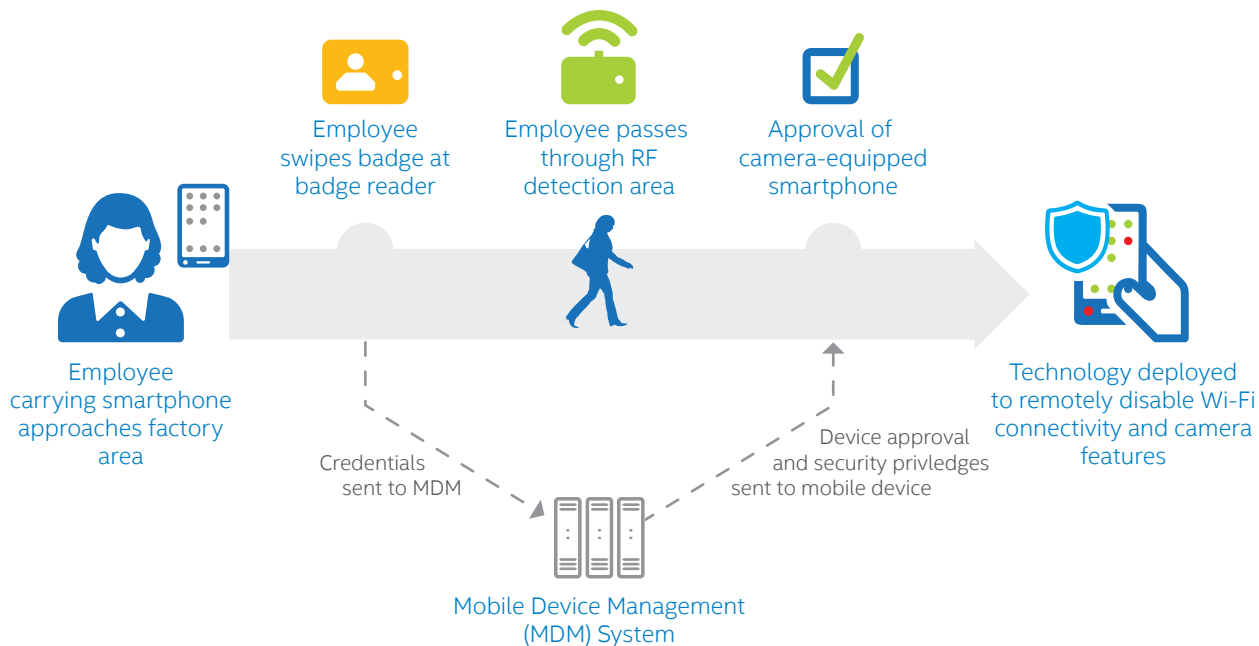 Employee
swipes badge at
badge reader
Employee passes
through RF
detection area
Approval of
camera-equipped
smartphone
Employee
carrying smartphone
approaches factory
area
Technology deployed
to remotely disable Wi-Fi
connectivity and camera
features
Credentials
sent to MDM
Device approval
and security privledges
sent to mobile device
Mobile Device Management
(MDM) System